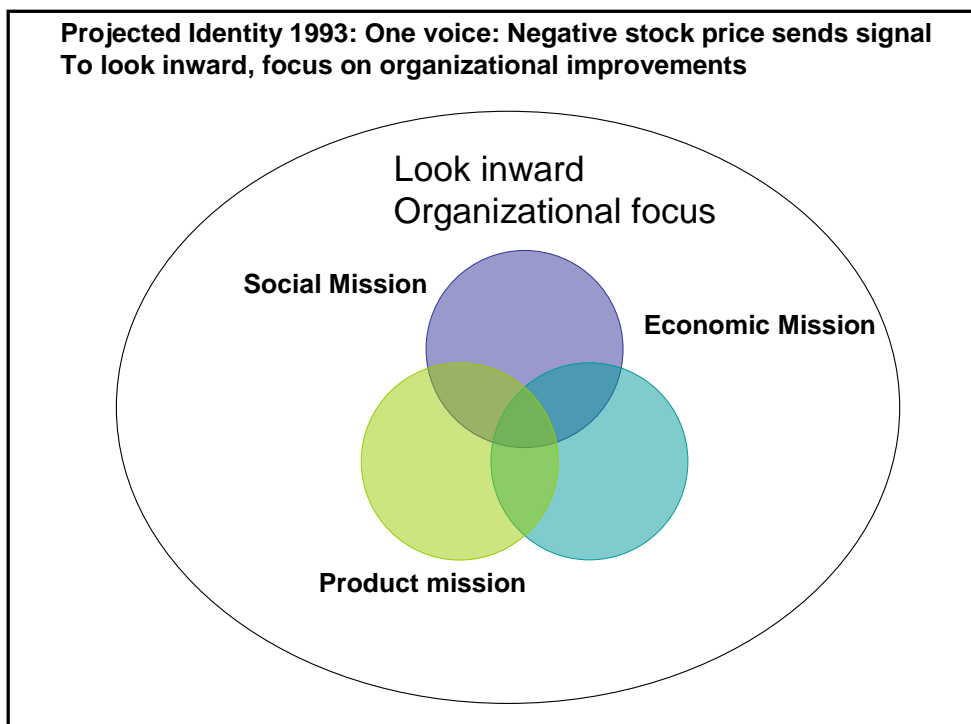 Projected Identity 1993: One voice: Negative stock price sends signal
To look inward, focus on organizational improvements
Look inward
Organizational focus
Social Mission
Economic Mission
Product mission